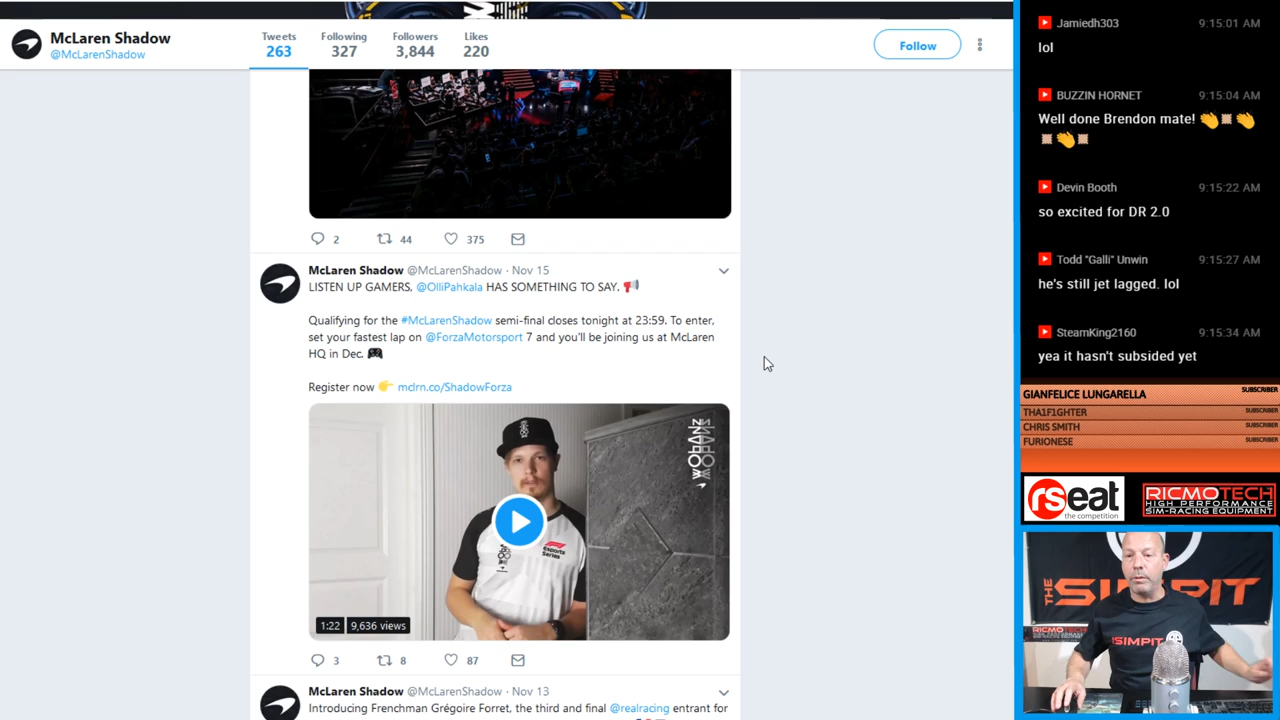 McLaren Shadow
@McLarenShadow
Tweets
263
Following
327
Followers
3,844
Likes
220
Follow
2
44
375
McLaren Shadow @McLarenShadow · Nov 15
LISTEN UP GAMERS, @OlliPahkala HAS SOMETHING TO SAY. 📢
Qualifying for the #McLarenShadow semi-final closes tonight at 23:59. To enter,
set your fastest lap on @ForzaMotorsport 7 and you'll be joining us at McLaren
HQ in Dec. 🎮
Register now 👉 mclrn.co/ShadowForza
SHADOW
F1
Esports
Series
1:22
9,636 views
3
8
87
McLaren Shadow @McLarenShadow · Nov 13
Introducing Frenchman Grégoire Forret, the third and final @realracing entrant for
Jamiedh303 9:15:01 AM
lol
BUZZIN HORNET 9:15:04 AM
Well done Brendon mate! 👏🏼👏
🏼👏🏼
Devin Booth 9:15:22 AM
so excited for DR 2.0
Todd "Galli" Unwin 9:15:27 AM
he's still jet lagged. lol
SteamKing2160 9:15:34 AM
yea it hasn't subsided yet
GIANFELICE LUNGARELLA SUBSCRIBER
THA1F1GHTER SUBSCRIBER
CHRIS SMITH SUBSCRIBER
FURIONESE SUBSCRIBER
rseat
the competition
RICMOTECH
HIGH PERFORMANCE
SIM-RACING EQUIPMENT
THE SIMPIT
RICMOTECH
SIMPIT